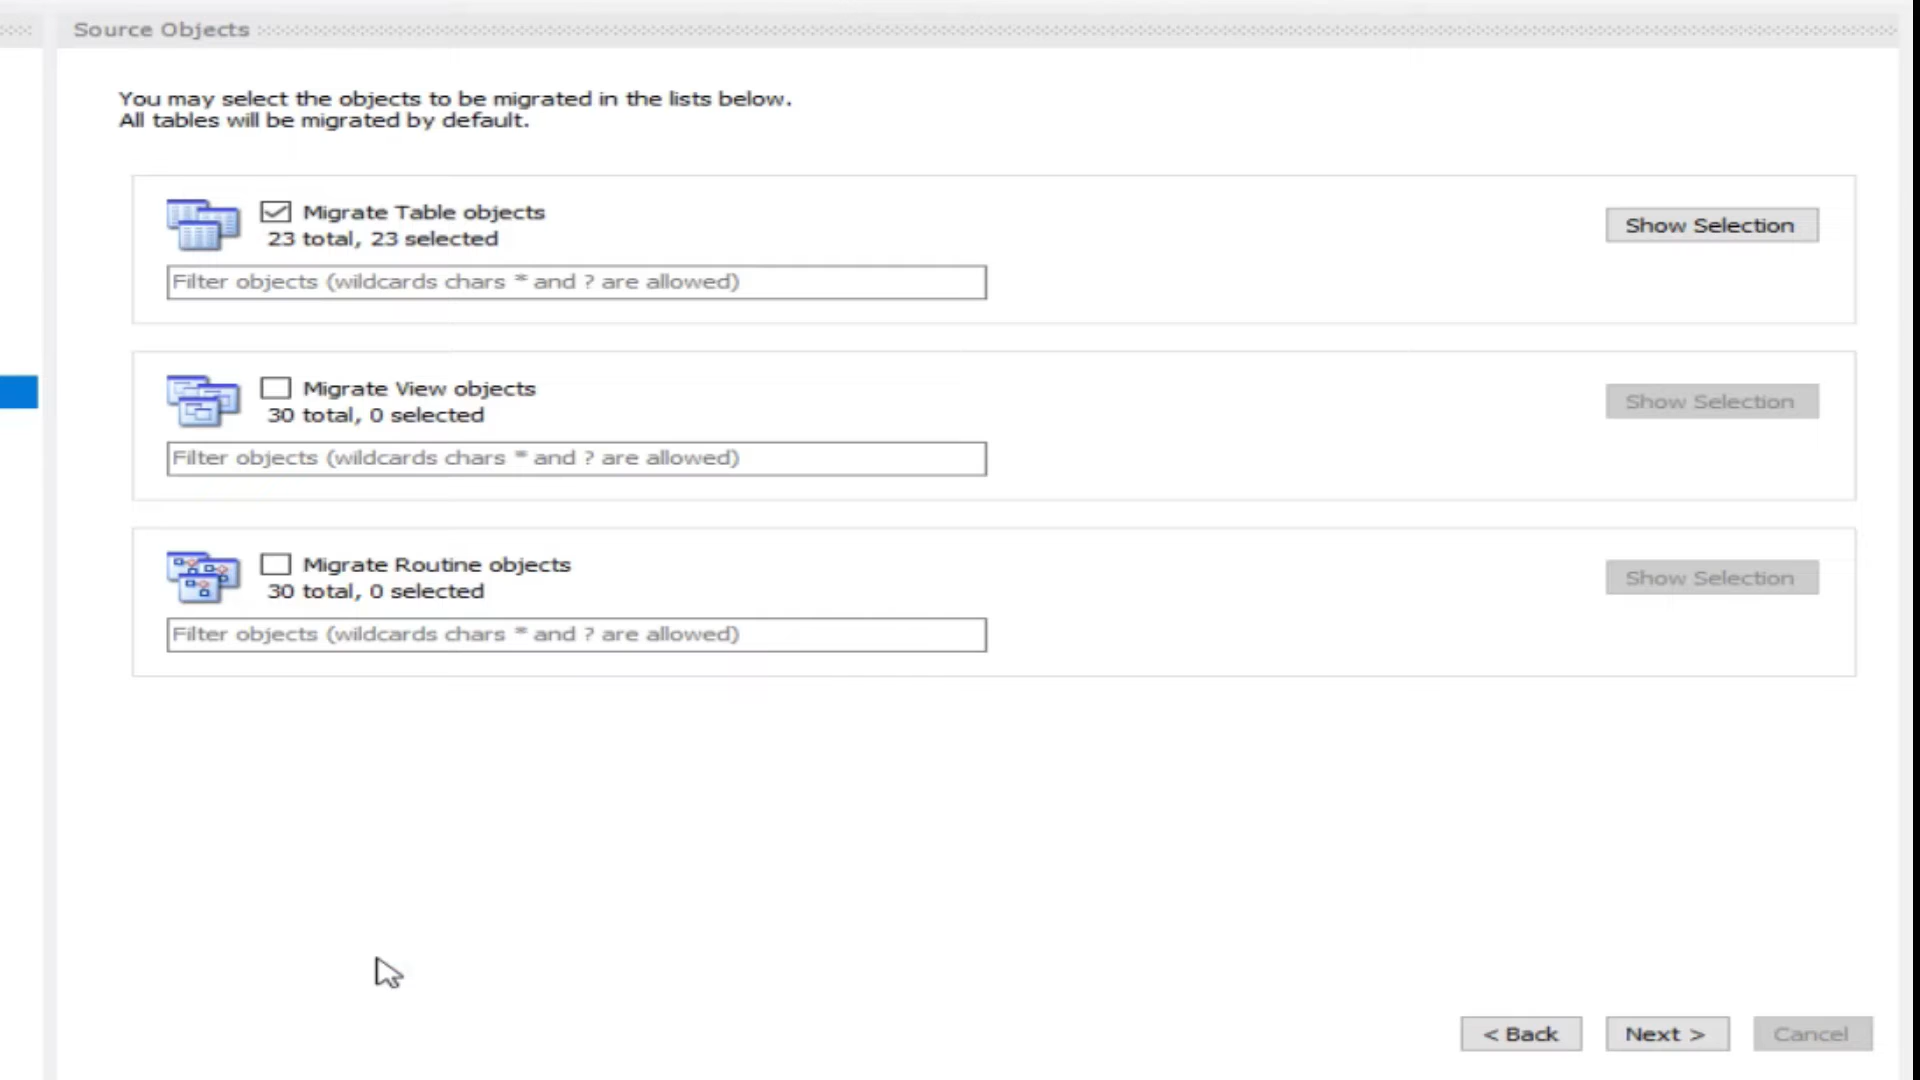 Source Objects
You may select the objects to be migrated in the lists below.
All tables will be migrated by default.
Migrate Table objects
Show Selection
23 total, 23 selected
Filter objects (wildcards chars * and ? are allowed)
Migrate View objects
Show Selection
30 total, 0 selected
Filter objects (wildcards chars * and ? are allowed)
Migrate Routine objects
Show Selection
30 total, 0 selected
Filter objects (wildcards chars * and ? are allowed)
< Back Next > Cancel